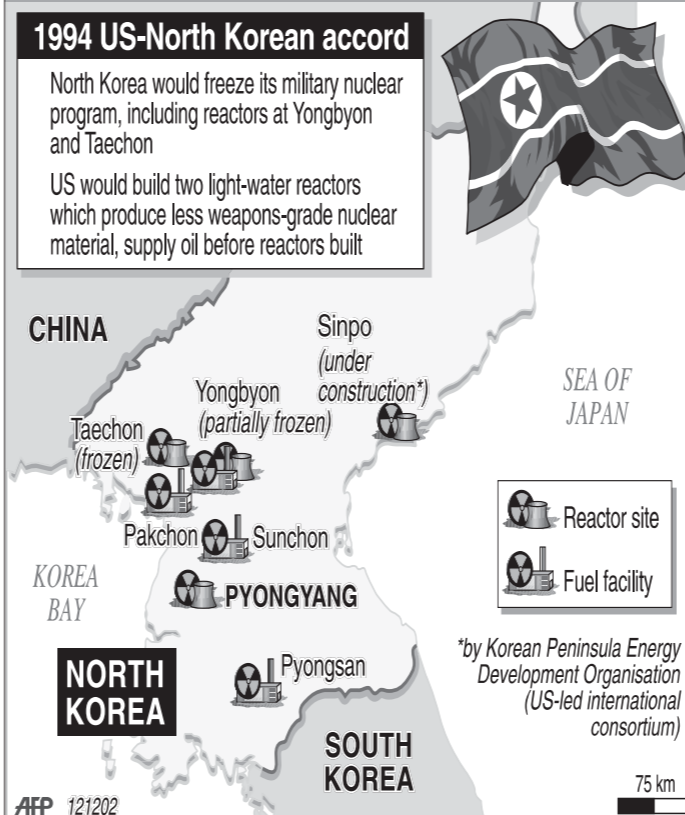 1994 US-North Korean accord
North Korea would freeze its military nuclear
program, including reactors at Yongbyon
and Taechon
US would build two light-water reactors
which produce less weapons-grade nuclear
material, supply oil before reactors built
CHINA
Sinpo
(under
construction*)
SEA OF
JAPAN
Yongbyon
(partially frozen)
Taechon
(frozen)
Pakchon
Sunchon
Reactor site
Fuel facility
KOREA
BAY
PYONGYANG
*by Korean Peninsula Energy
Development Organisation
(US-led international
consortium)
NORTH
KOREA
Pyongsan
SOUTH
KOREA
75 km
AFP 121202